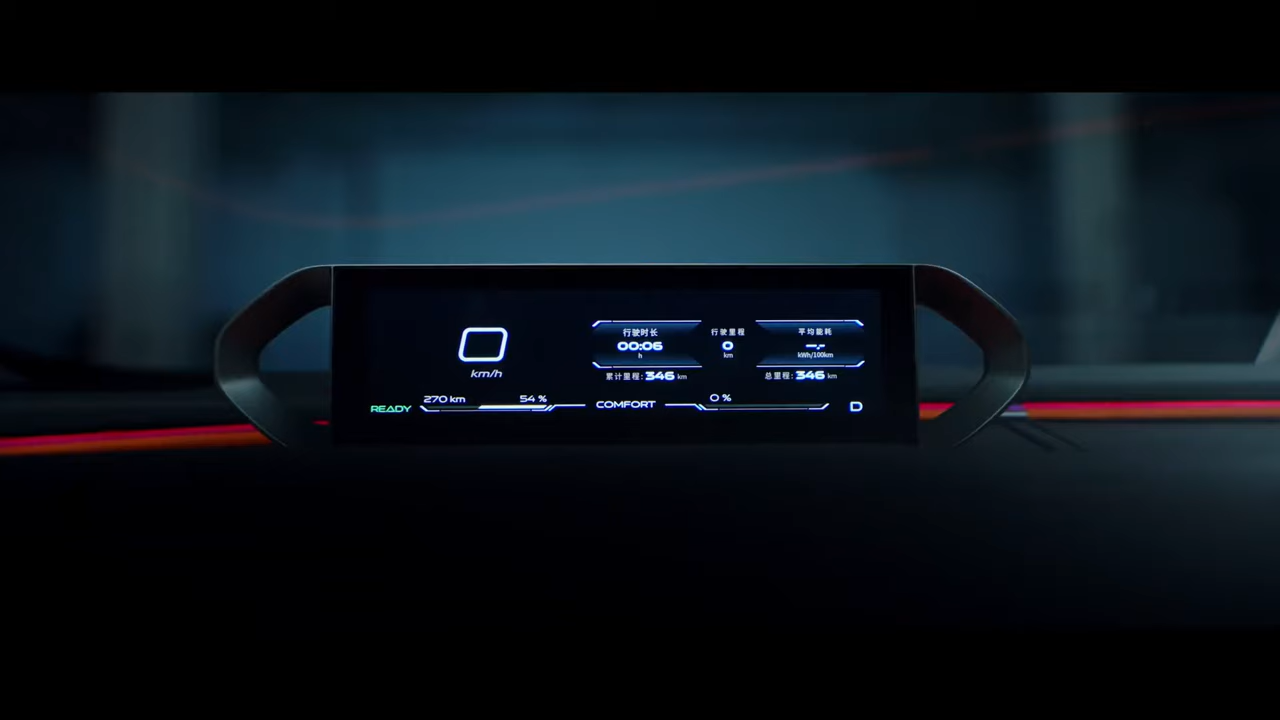 0
km/h
行驶时长
00:06
h
行驶里程
0
km
平均能耗
--.-
kWh/100km
累计里程: 346 km
总里程: 346 km
READY
270 km
54 %
COMFORT
0 %
D